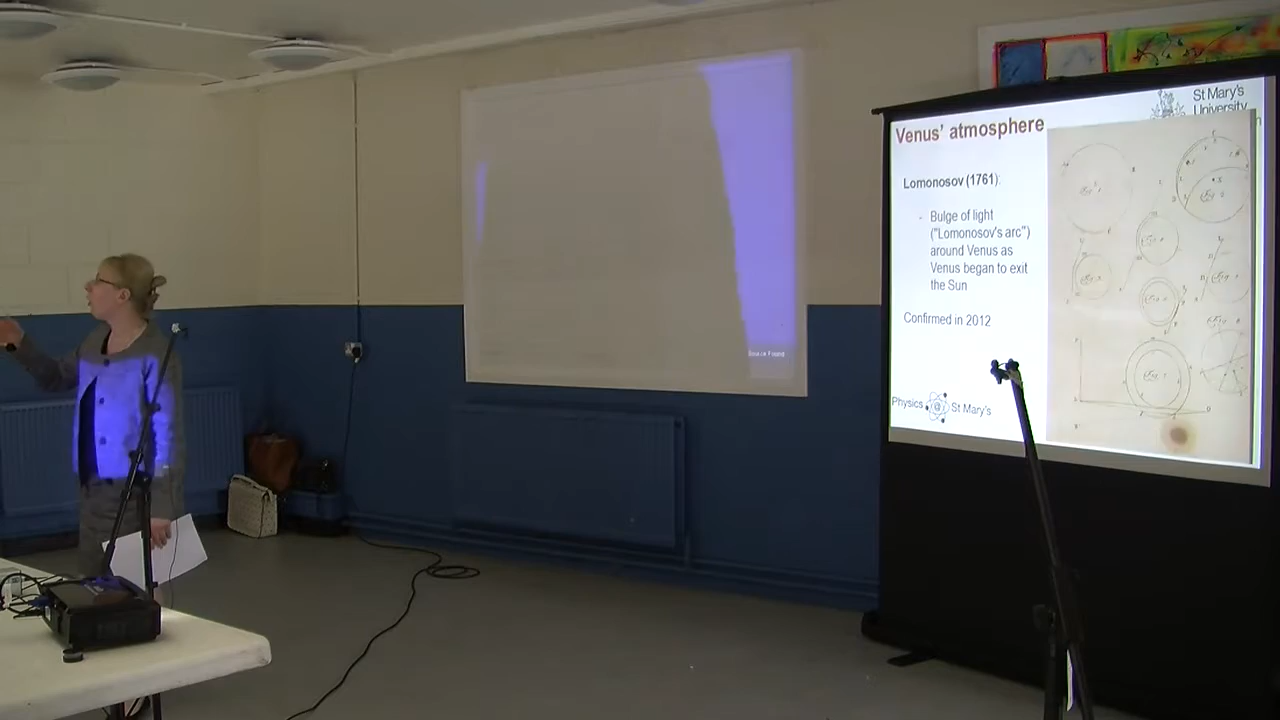 St Mary's
University
Venus' atmosphere
Lomonosov (1761):
- Bulge of light
("Lomonosov's arc")
around Venus as
Venus began to exit
the Sun
Confirmed in 2012
Physics
St Mary's